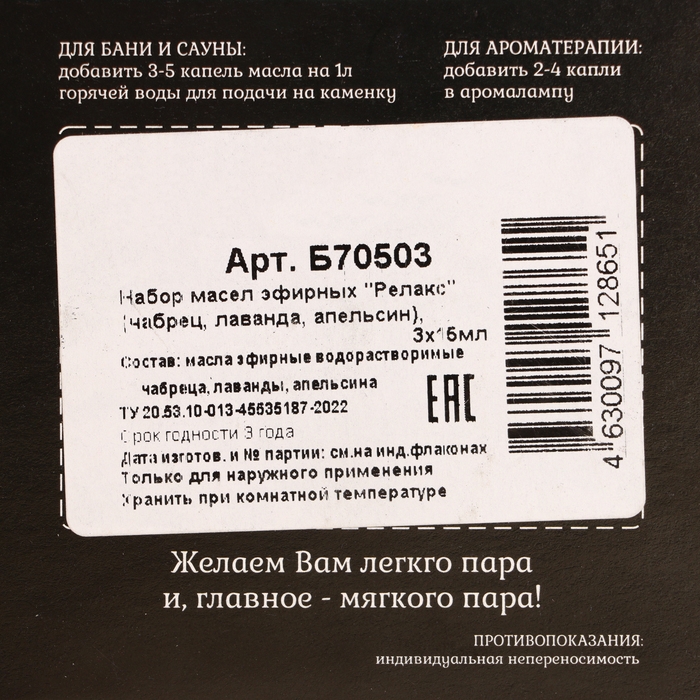 ДЛЯ БАНИ И САУНЫ:
добавить 3-5 капель масла на 1л
горячей воды для подачи на каменку
ДЛЯ АРОМАТЕРАПИИ:
добавить 2-4 капли
в аромалампу
Арт. Б70503
Набор масел эфирных "Релакс"
(чабрец, лаванда, апельсин),
3х15мл
Состав: масла эфирные водорастворимые
чабреца, лаванды, апельсина
ТУ 20.53.10-013-45535187-2022
Срок годности 3 года
Дата изготов. и № партии: см.на инд.флаконах
Только для наружного применения
Хранить при комнатной температуре
ЕАС
4 630097 128651
Желаем Вам легкго пара
и, главное - мягкого пара!
ПРОТИВОПОКАЗАНИЯ:
индивидуальная непереносимость